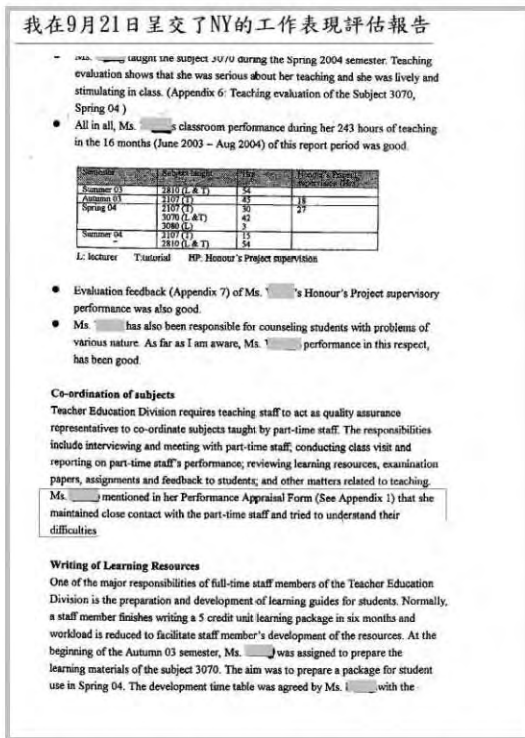 我在9月21日呈交了NY的工作表現評估報告
- Ms. taught the subject 3070 during the Spring 2004 semester. Teaching
evaluation shows that she was serious about her teaching and she was lively and
stimulating in class. (Appendix 6: Teaching evaluation of the Subject 3070,
Spring 04 )
● All in all, Ms. s classroom performance during her 243 hours of teaching
in the 16 months (June 2003 – Aug 2004) of this report period was good.
Semester Subject taught Hrs Honour's Project supervision (Hrs)
Summer 03 2810 (L & T) 54
Autumn 03 2107 (T) 45 18
Spring 04 2107 (T) 30 27
3070 (L &T) 42
3080 (L) 3
Summer 04 2107 (T) 15
2810 (L & T) 54
L: lecturer T:tutorial HP: Honour's Project supervision
● Evaluation feedback (Appendix 7) of Ms. 's Honour's Project supervisory
performance was also good.
● Ms. has also been responsible for counseling students with problems of
various nature. As far as I am aware, Ms. performance in this respect,
has been good.
Co-ordination of subjects
Teacher Education Division requires teaching staff to act as quality assurance
representatives to co-ordinate subjects taught by part-time staff. The responsibilities
include interviewing and meeting with part-time staff; conducting class visit and
reporting on part-time staff's performance; reviewing learning resources, examination
papers, assignments and feedback to students; and other matters related to teaching.
Ms. mentioned in her Performance Appraisal Form (See Appendix 1) that she
maintained close contact with the part-time staff and tried to understand their
difficulties
Writing of Learning Resources
One of the major responsibilities of full-time staff members of the Teacher Education
Division is the preparation and development of learning guides for students. Normally,
a staff member finishes writing a 5 credit unit learning package in six months and
workload is reduced to facilitate staff member's development of the resources. At the
beginning of the Autumn 03 semester, Ms. was assigned to prepare the
learning materials of the subject 3070. The aim was to prepare a package for student
use in Spring 04. The development time table was agreed by Ms. with the